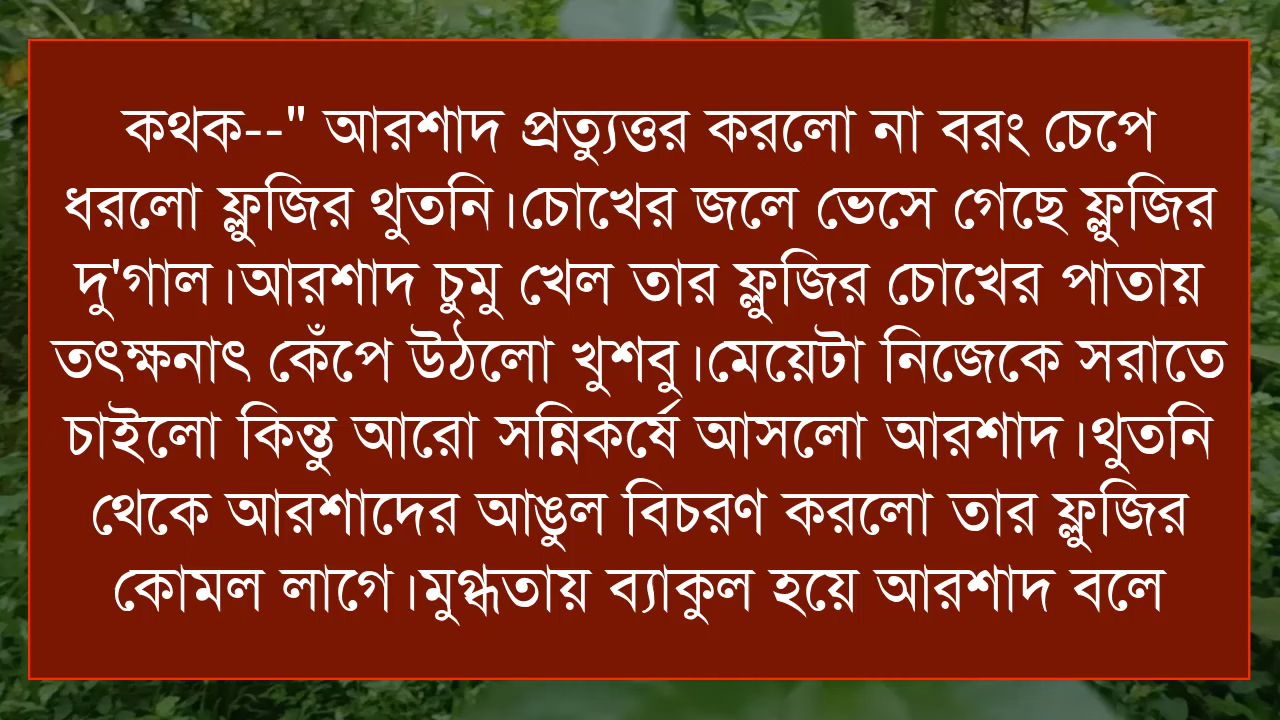 কথক--" আরশাদ প্রত্যুত্তর করলো না বরং চেপে
ধরলো ফ্লুজির থুতনি।চোখের জলে ভেসে গেছে ফ্লুজির
দু'গাল।আরশাদ চুমু খেল তার ফ্লুজির চোখের পাতায়
তৎক্ষনাৎ কেঁপে উঠলো খুশবু।মেয়েটা নিজেকে সরাতে
চাইলো কিন্তু আরো সন্নিকর্ষে আসলো আরশাদ।থুতনি
থেকে আরশাদের আঙুল বিচরণ করলো তার ফ্লুজির
কোমল লাগে।মুগ্ধতায় ব্যাকুল হয়ে আরশাদ বলে